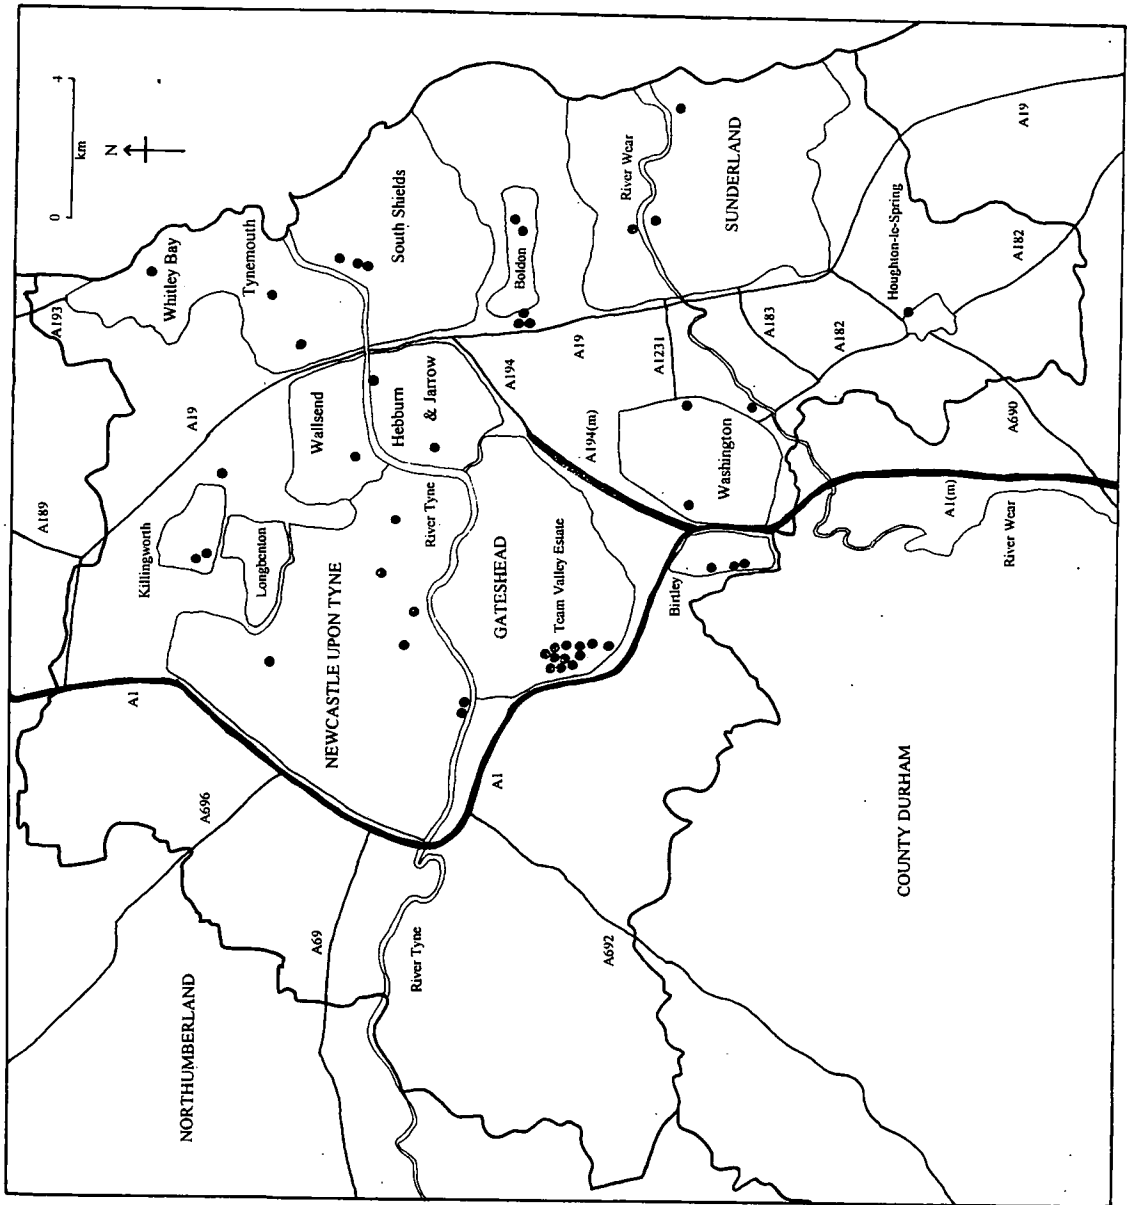 NORTHUMBERLAND
A696
A69
River Tyne
A692
COUNTY DURHAM
A1
A1
NEWCASTLE UPON TYNE
GATESHEAD
Team Valley Estate
River Tyne
Birtley
A1(m)
River Wear
A189
Killingworth
Longbenton
A19
Wallsend
Hebburn
& Jarrow
A194
A194(m)
Washington
A690
A193
Whitley Bay
Tynemouth
South Shields
Boldon
A19
A1231
A183
A182
Houghton-le-Spring
A182
River Wear
SUNDERLAND
A19
N
0
km
4